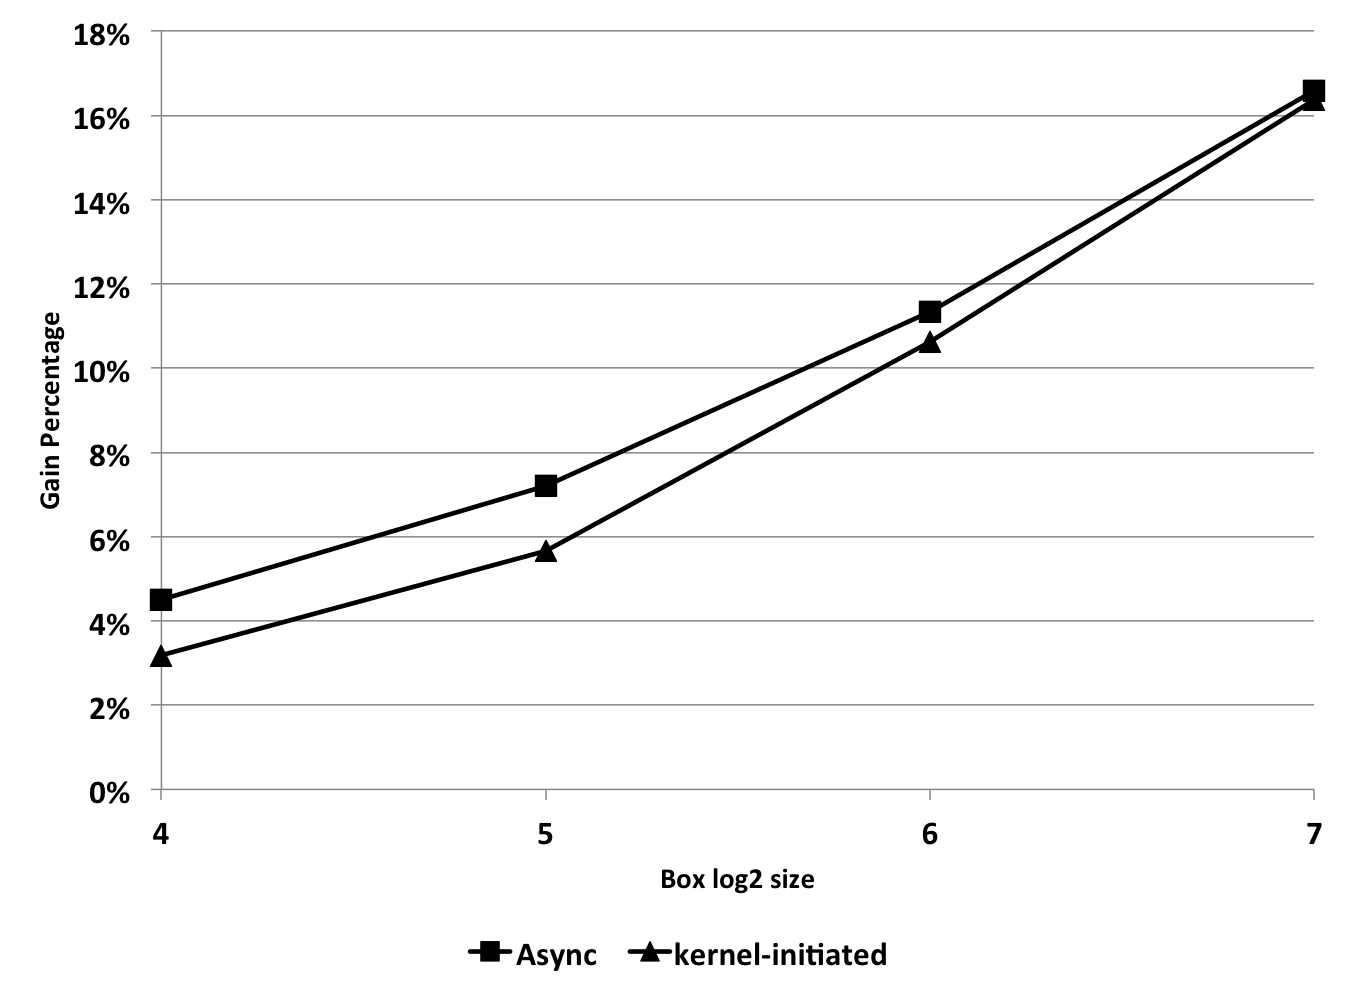 18%
16%
14%
12%
10%
8%
6%
4%
2%
0%
Gain Percentage
4 5 6 7
Box log2 size
Async kernel-initiated